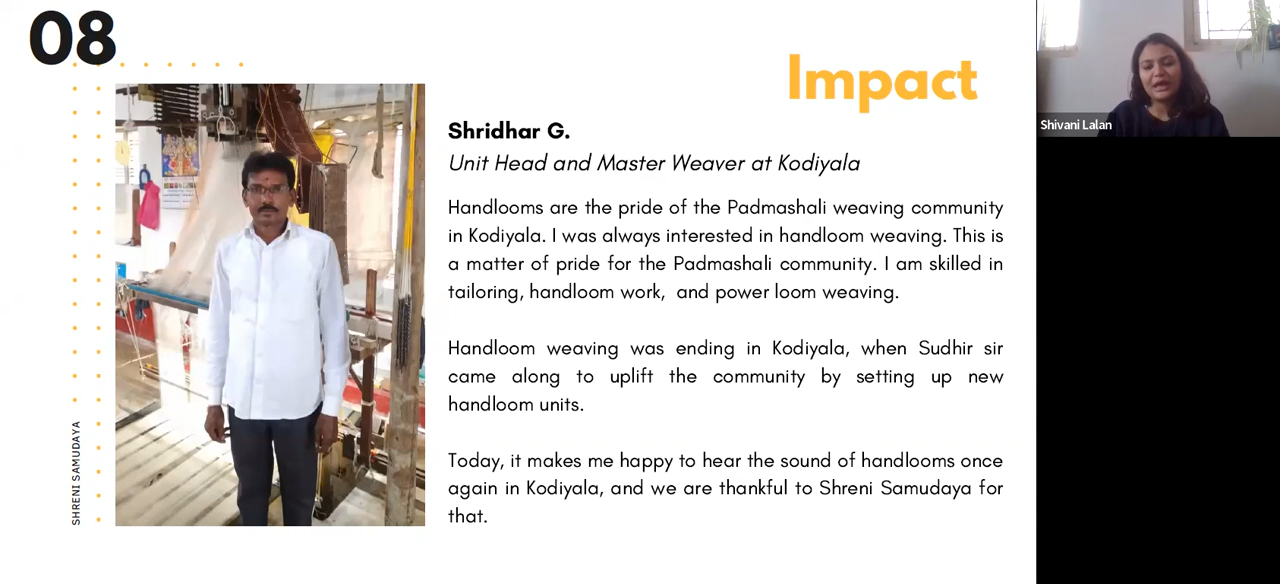 08
Impact
Shridhar G.
Unit Head and Master Weaver at Kodiyala
Handlooms are the pride of the Padmashali weaving community
in Kodiyala. I was always interested in handloom weaving. This is
a matter of pride for the Padmashali community. I am skilled in
tailoring, handloom work, and power loom weaving.
Handloom weaving was ending in Kodiyala, when Sudhir sir
came along to uplift the community by setting up new
handloom units.
Today, it makes me happy to hear the sound of handlooms once
again in Kodiyala, and we are thankful to Shreni Samudaya for
that.
SHRENI SAMUDAYA
Shivani Lalan